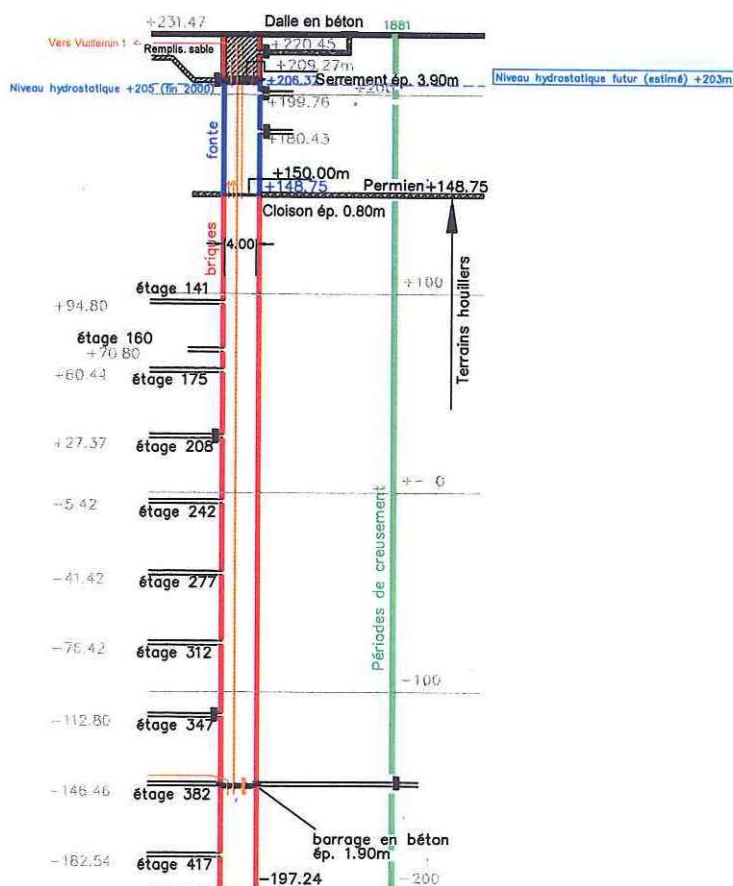 +231.47
Dalle en béton
1881
Vers Vuillemin 1
+220.45
Remplis. sable
+209.27m
+206.37
Serrement ép. 3.90m
Niveau hydrostatique futur (estimé) +203m
Niveau hydrostatique +205 (fin 2000)
+200
+199.76
+180.43
fonte
+150.00m
+148.75
Permien +148.75
Cloison ép. 0.80m
briques
4.00
Terrains houillers
étage 141
+100
+94.80
étage 160
+70.80
+60.44
étage 175
étage 208
+27.37
+- 0
-5.42
étage 242
Périodes de creusement
-41.42
étage 277
étage 312
-100
étage 347
-112.80
étage 382
-146.46
barrage en béton
ép. 1.90m
étage 417
-182.54
-197.24
-200